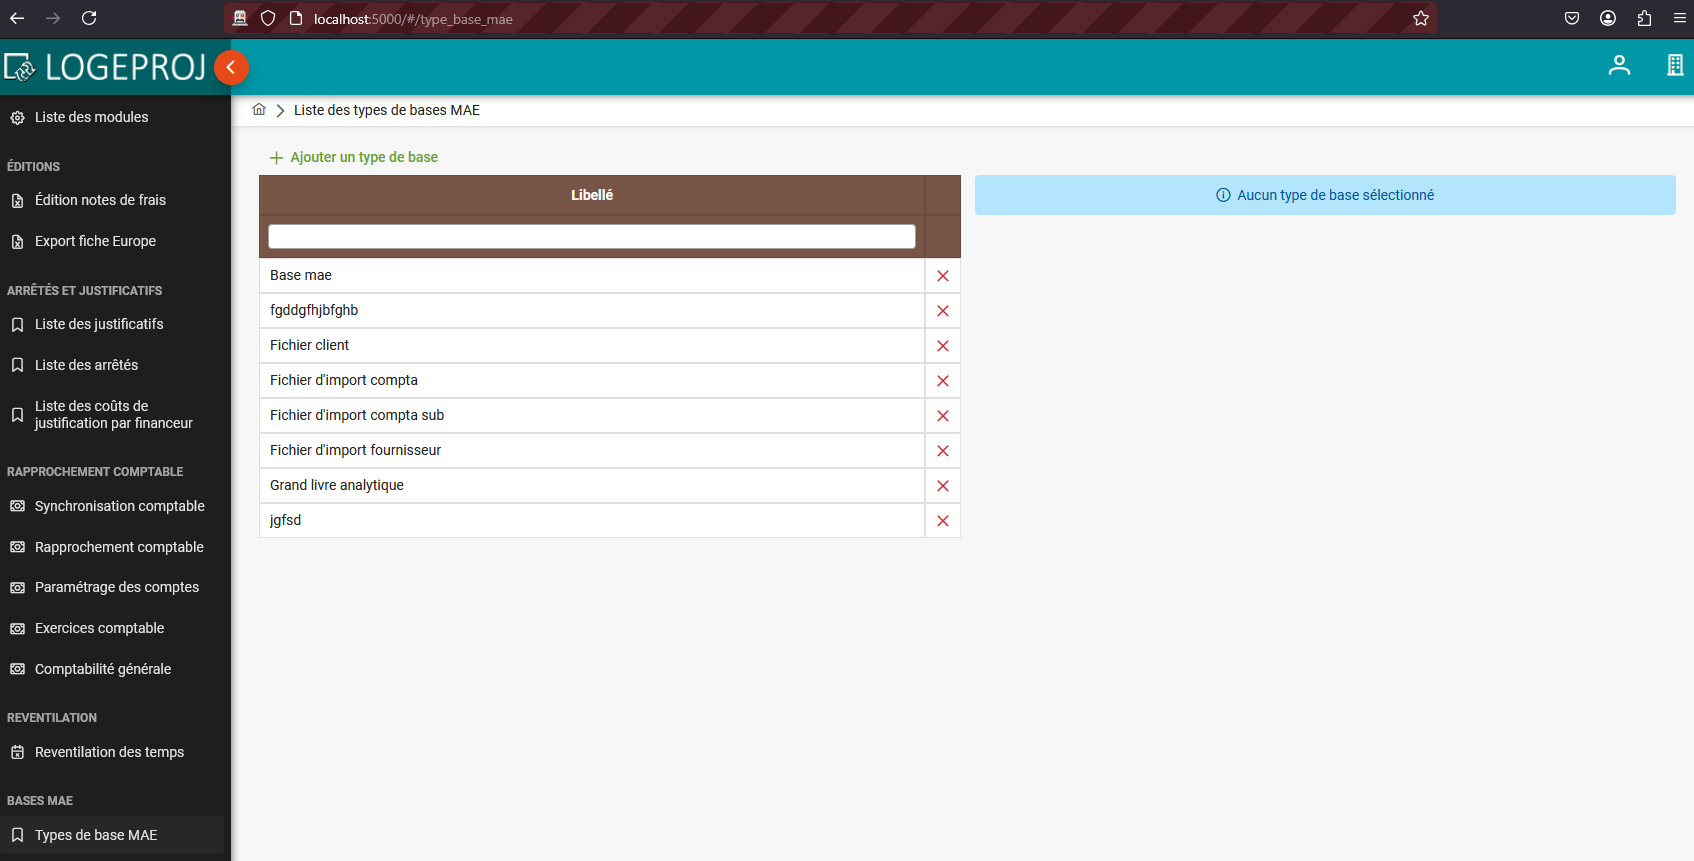 localhost:5000/#/type_base_mae
LOGEPROJ
Liste des modules
ÉDITIONS
Édition notes de frais
Export fiche Europe
ARRÊTÉS ET JUSTIFICATIFS
Liste des justificatifs
Liste des arrêtés
Liste des coûts de
justification par financeur
RAPPROCHEMENT COMPTABLE
Synchronisation comptable
Rapprochement comptable
Paramétrage des comptes
Exercices comptable
Comptabilité générale
REVENTILATION
Reventilation des temps
BASES MAE
Types de base MAE
Liste des types de bases MAE
Ajouter un type de base
Libellé
Base mae
fgddgfhjbfghb
Fichier client
Fichier d'import compta
Fichier d'import compta sub
Fichier d'import fournisseur
Grand livre analytique
jgfsd
Aucun type de base sélectionné